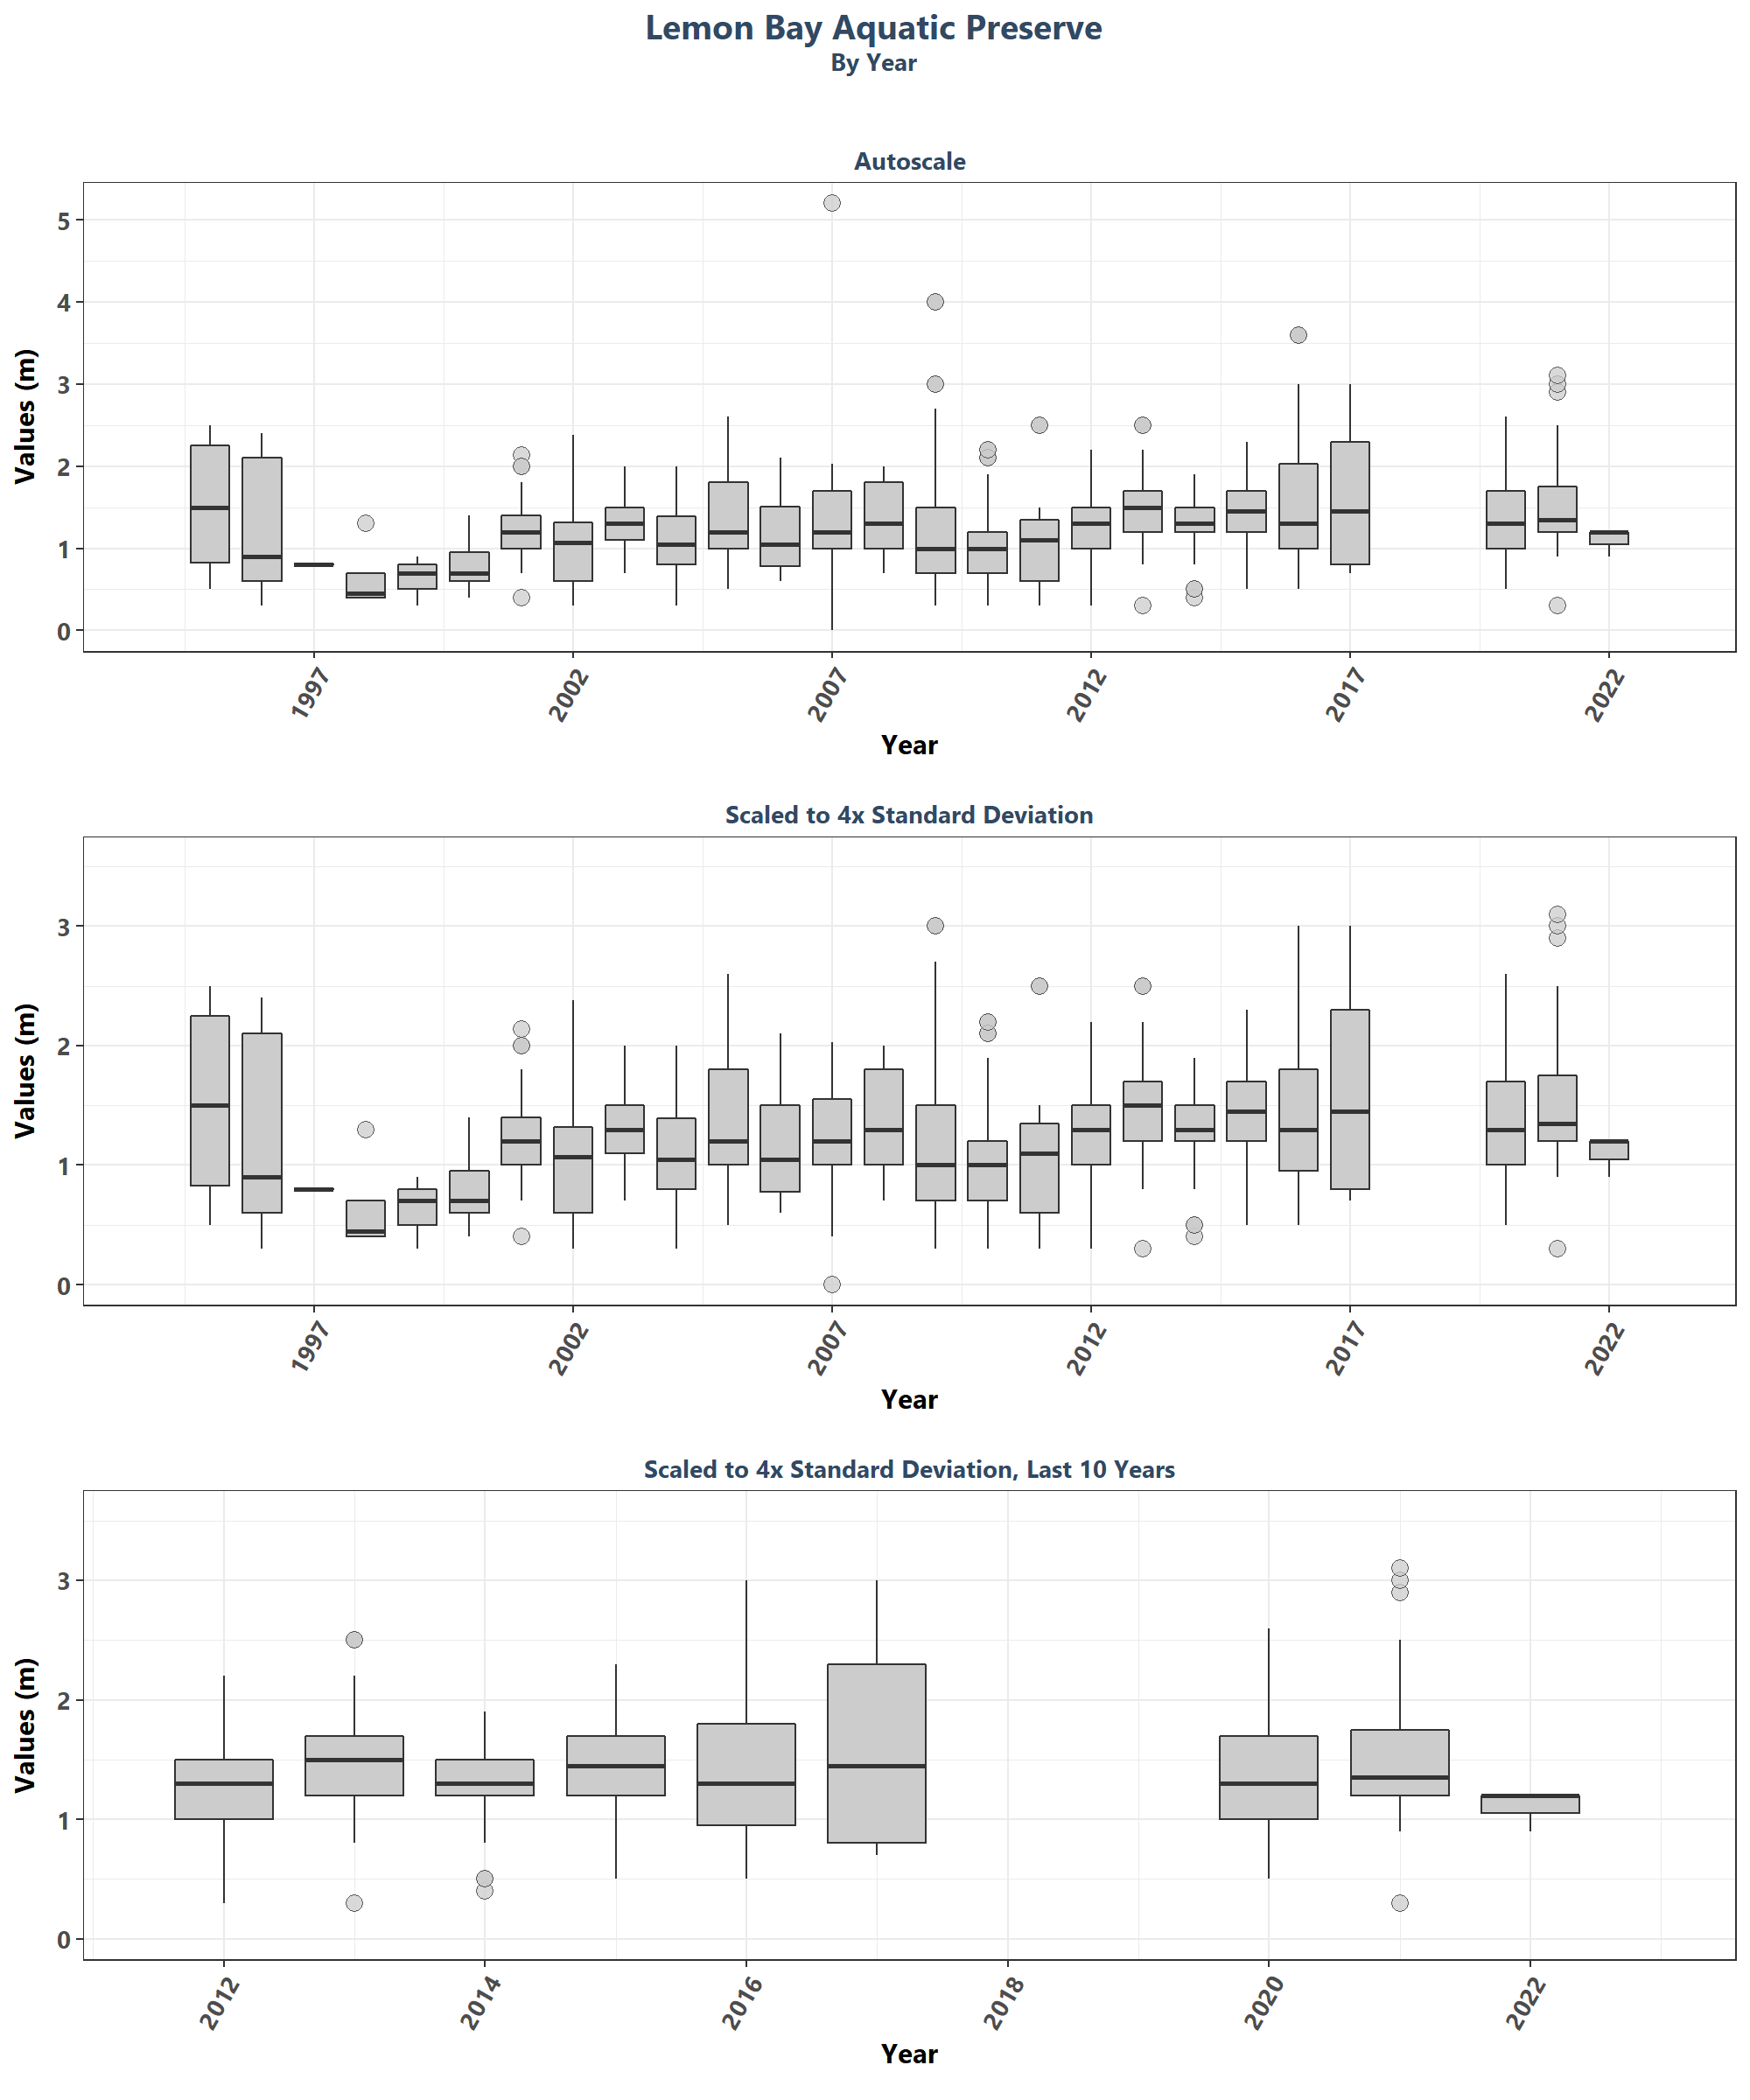 Lemon Bay Aquatic Preserve
By Year
Autoscale
Values (m)
5
4
3
2
1
0
1997 2002 2007 2012 2017 2022
Year
Scaled to 4x Standard Deviation
Values (m)
3
2
1
0
1997 2002 2007 2012 2017 2022
Year
Scaled to 4x Standard Deviation, Last 10 Years
Values (m)
3
2
1
0
2012 2014 2016 2018 2020 2022
Year